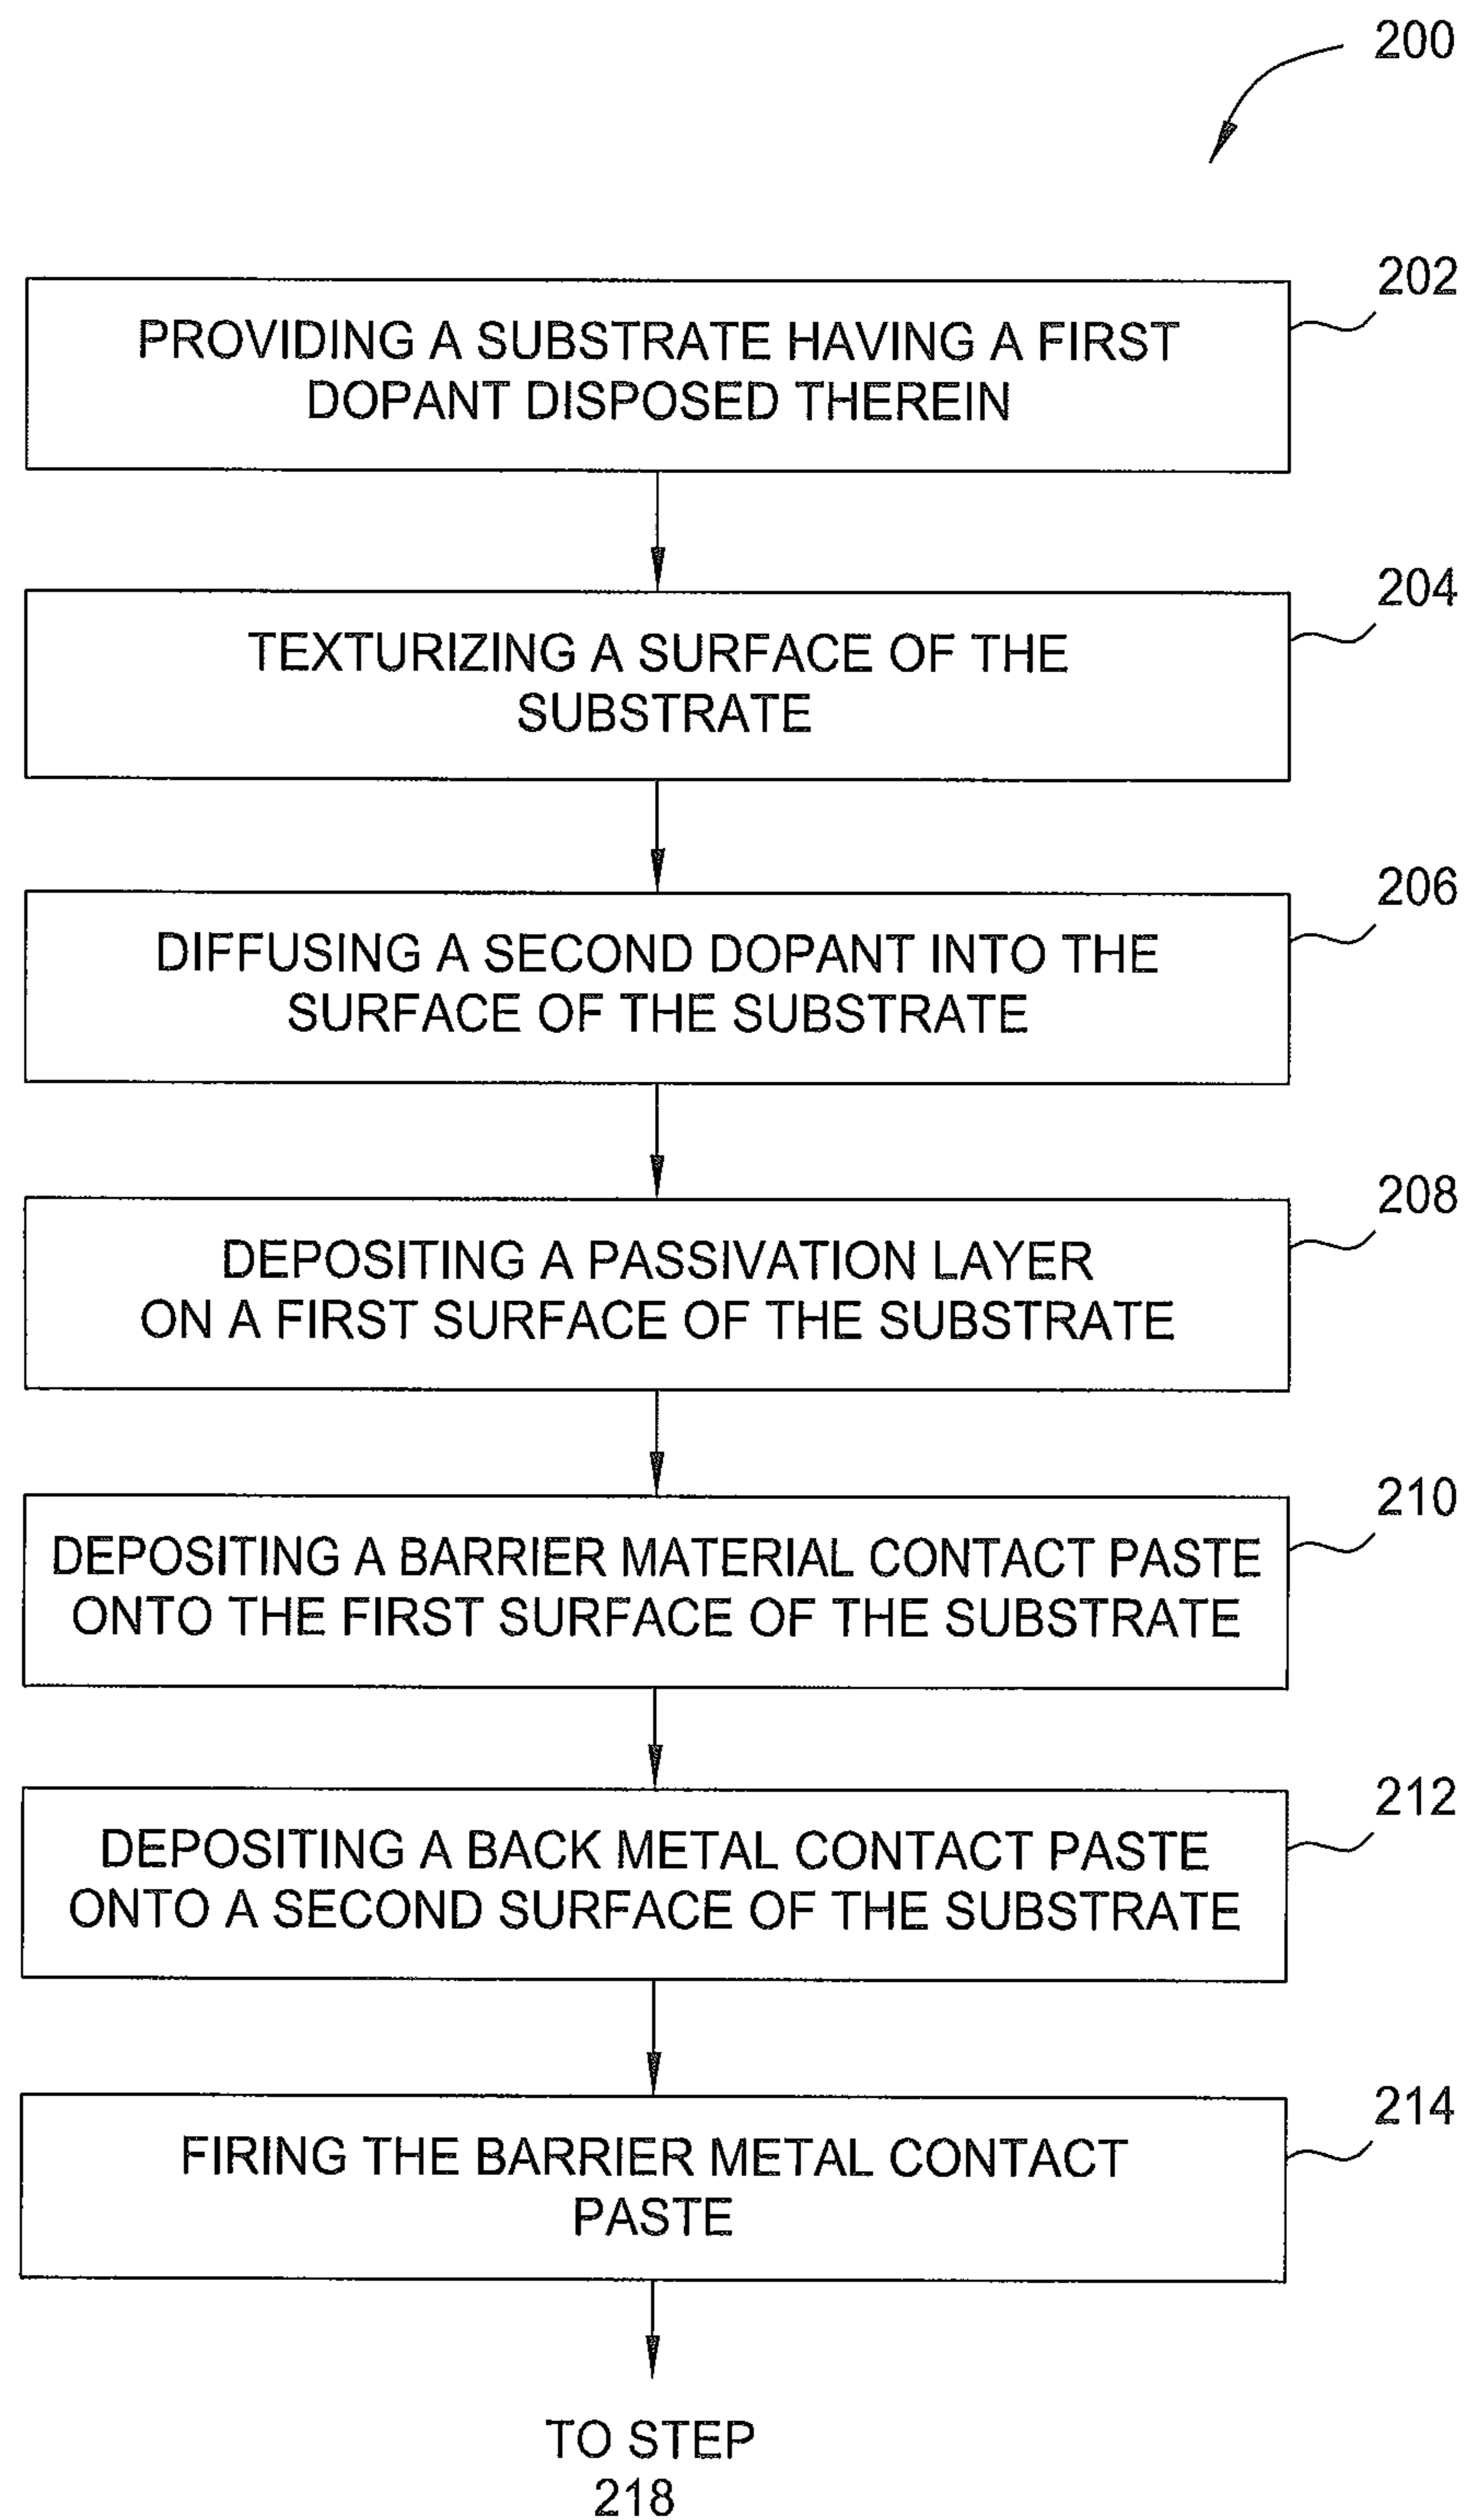 200
202
PROVIDING A SUBSTRATE HAVING A FIRST
DOPANT DISPOSED THEREIN
204
TEXTURIZING A SURFACE OF THE
SUBSTRATE
206
DIFFUSING A SECOND DOPANT INTO THE
SURFACE OF THE SUBSTRATE
208
DEPOSITING A PASSIVATION LAYER
ON A FIRST SURFACE OF THE SUBSTRATE
210
DEPOSITING A BARRIER MATERIAL CONTACT PASTE
ONTO THE FIRST SURFACE OF THE SUBSTRATE
212
DEPOSITING A BACK METAL CONTACT PASTE
ONTO A SECOND SURFACE OF THE SUBSTRATE
214
FIRING THE BARRIER METAL CONTACT
PASTE
TO STEP
218